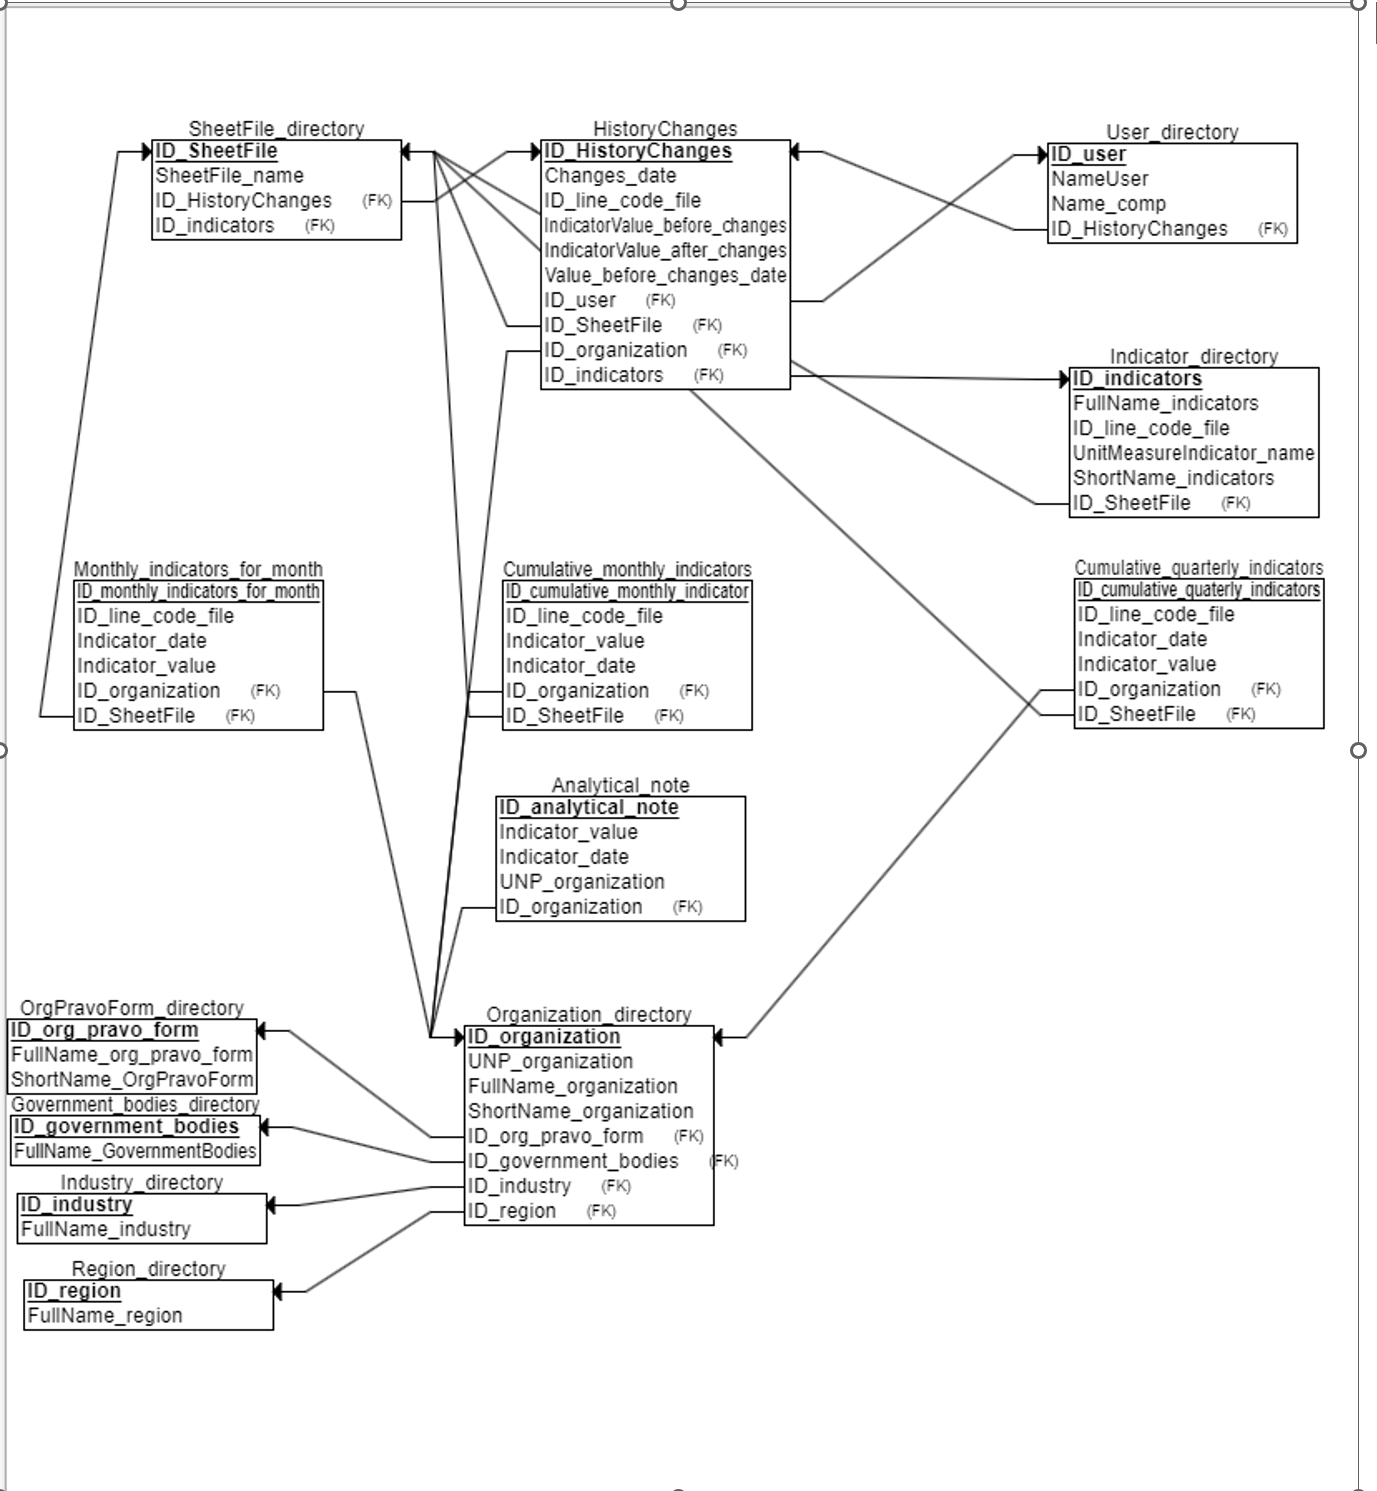 SheetFile_directory
ID_SheetFile
SheetFile_name
ID_HistoryChanges (FK)
ID_indicators (FK)
HistoryChanges
ID_HistoryChanges
Changes_date
ID_line_code_file
IndicatorValue_before_changes
IndicatorValue_after_changes
Value_before_changes_date
ID_user (FK)
ID_SheetFile (FK)
ID_organization (FK)
ID_indicators (FK)
User_directory
ID_user
NameUser
Name_comp
ID_HistoryChanges (FK)
Indicator_directory
ID_indicators
FullName_indicators
ID_line_code_file
UnitMeasureIndicator_name
ShortName_indicators
ID_SheetFile (FK)
Monthly_indicators_for_month
ID_monthly_indicators_for_month
ID_line_code_file
Indicator_date
Indicator_value
ID_organization (FK)
ID_SheetFile (FK)
Cumulative_monthly_indicators
ID_cumulative_monthly_indicator
ID_line_code_file
Indicator_value
Indicator_date
ID_organization (FK)
ID_SheetFile (FK)
Cumulative_quarterly_indicators
ID_cumulative_quaterly_indicators
ID_line_code_file
Indicator_date
Indicator_value
ID_organization (FK)
ID_SheetFile (FK)
Analytical_note
ID_analytical_note
Indicator_value
Indicator_date
UNP_organization
ID_organization (FK)
OrgPravoForm_directory
ID_org_pravo_form
FullName_org_pravo_form
ShortName_OrgPravoForm
Government_bodies_directory
ID_government_bodies
FullName_GovernmentBodies
Industry_directory
ID_industry
FullName_industry
Region_directory
ID_region
FullName_region
Organization_directory
ID_organization
UNP_organization
FullName_organization
ShortName_organization
ID_org_pravo_form (FK)
ID_government_bodies (FK)
ID_industry (FK)
ID_region (FK)